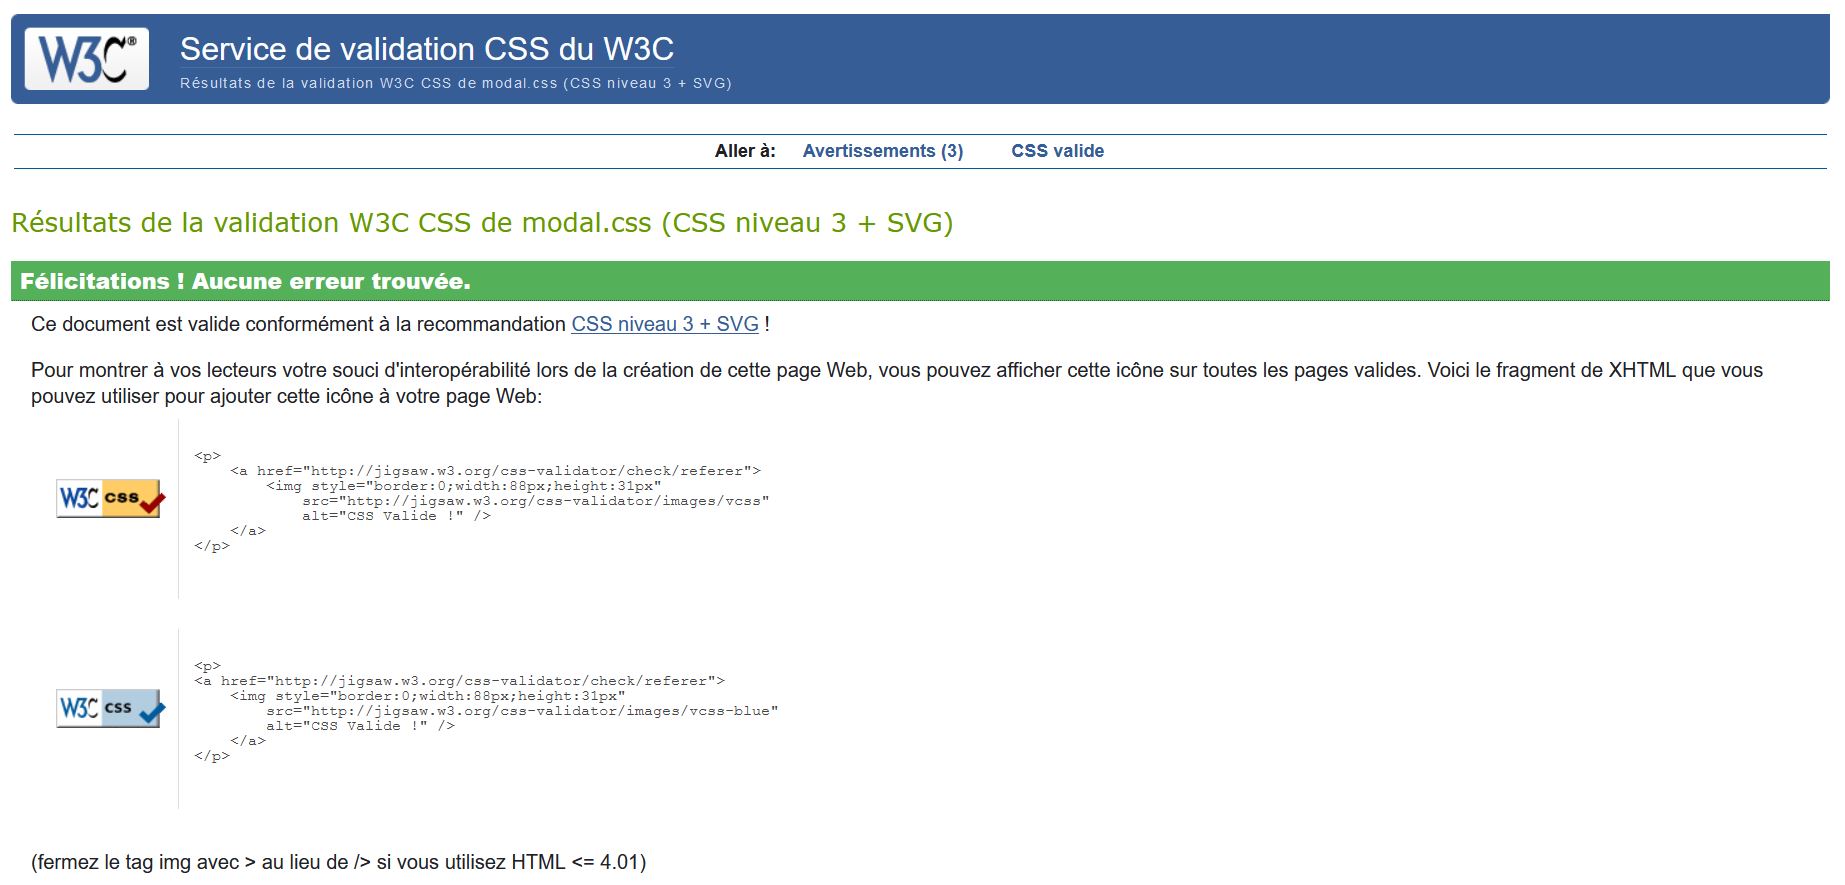 W3C®
Service de validation CSS du W3C
Résultats de la validation W3C CSS de modal.css (CSS niveau 3 + SVG)
Aller à: Avertissements (3) CSS valide
Résultats de la validation W3C CSS de modal.css (CSS niveau 3 + SVG)
Félicitations ! Aucune erreur trouvée.
Ce document est valide conformément à la recommandation CSS niveau 3 + SVG !
Pour montrer à vos lecteurs votre souci d'interopérabilité lors de la création de cette page Web, vous pouvez afficher cette icône sur toutes les pages valides. Voici le fragment de XHTML que vous
pouvez utiliser pour ajouter cette icône à votre page Web:
W3C css
<p>
    <a href="http://jigsaw.w3.org/css-validator/check/referer">
        <img style="border:0;width:88px;height:31px"
            src="http://jigsaw.w3.org/css-validator/images/vcss"
            alt="CSS Valide !" />
    </a>
</p>
W3C css
<p>
<a href="http://jigsaw.w3.org/css-validator/check/referer">
    <img style="border:0;width:88px;height:31px"
        src="http://jigsaw.w3.org/css-validator/images/vcss-blue"
        alt="CSS Valide !" />
    </a>
</p>
(fermez le tag img avec > au lieu de /> si vous utilisez HTML <= 4.01)